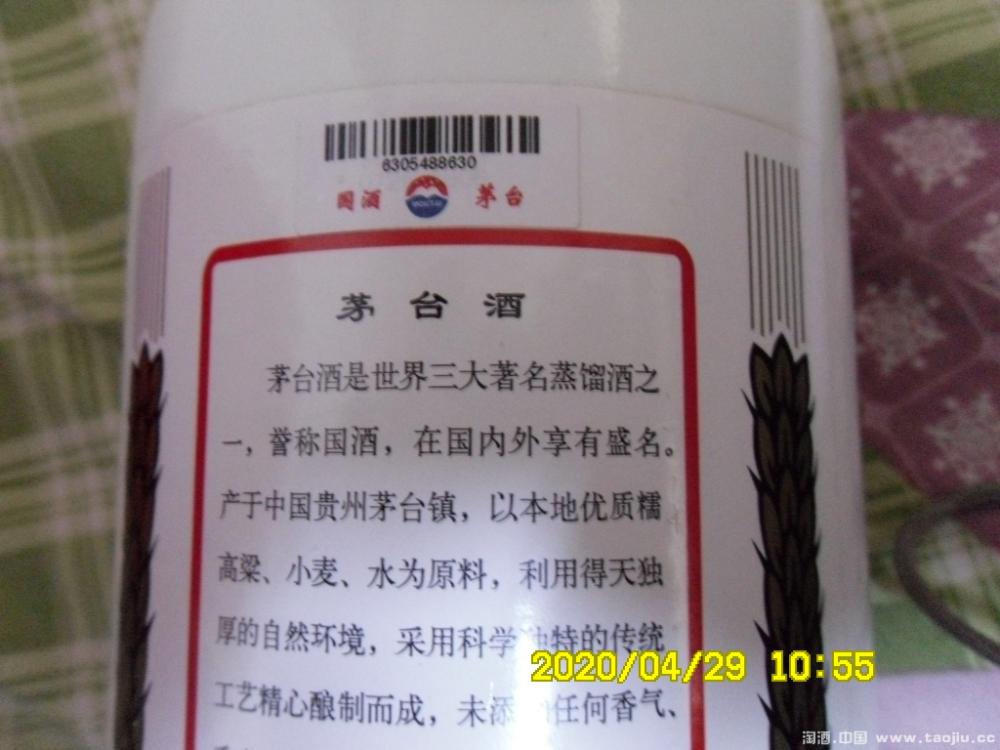 6305488630
国酒 茅台
茅台酒
茅台酒是世界三大著名蒸馏酒之
一，誉称国酒，在国内外享有盛名。
产于中国贵州茅台镇，以本地优质糯
高粱、小麦、水为原料，利用得天独
厚的自然环境，采用科学独特的传统
工艺精心酿制而成，未添 任何香气、
2020/04/29 10:55
淘酒.中国 www.taojiu.cc